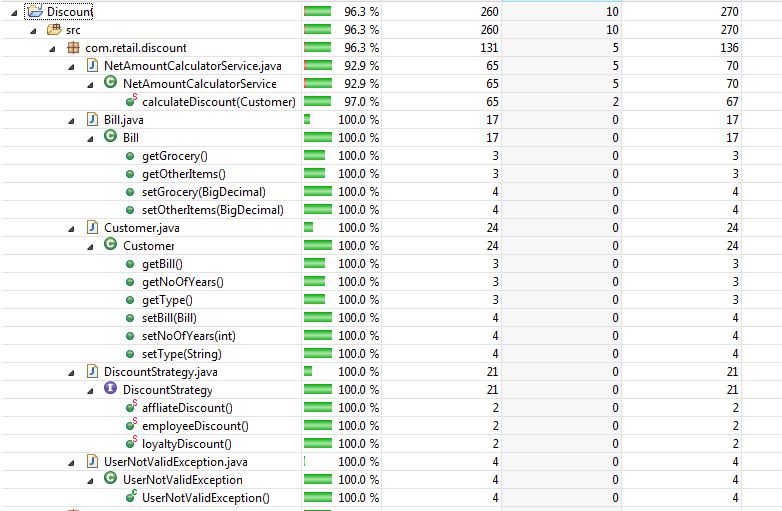 Discount 96.3 % 260 10 270
src 96.3 % 260 10 270
com.retail.discount 96.3 % 131 5 136
NetAmountCalculatorService.java 92.9 % 65 5 70
NetAmountCalculatorService 92.9 % 65 5 70
calculateDiscount(Customer) 97.0 % 65 2 67
Bill.java 100.0 % 17 0 17
Bill 100.0 % 17 0 17
getGrocery() 100.0 % 3 0 3
getOtherItems() 100.0 % 3 0 3
setGrocery(BigDecimal) 100.0 % 4 0 4
setOtherItems(BigDecimal) 100.0 % 4 0 4
Customer.java 100.0 % 24 0 24
Customer 100.0 % 24 0 24
getBill() 100.0 % 3 0 3
getNoOfYears() 100.0 % 3 0 3
getType() 100.0 % 3 0 3
setBill(Bill) 100.0 % 4 0 4
setNoOfYears(int) 100.0 % 4 0 4
setType(String) 100.0 % 4 0 4
DiscountStrategy.java 100.0 % 21 0 21
DiscountStrategy 100.0 % 21 0 21
affliateDiscount() 100.0 % 2 0 2
employeeDiscount() 100.0 % 2 0 2
loyaltyDiscount() 100.0 % 2 0 2
UserNotValidException.java 100.0 % 4 0 4
UserNotValidException 100.0 % 4 0 4
UserNotValidException() 100.0 % 4 0 4